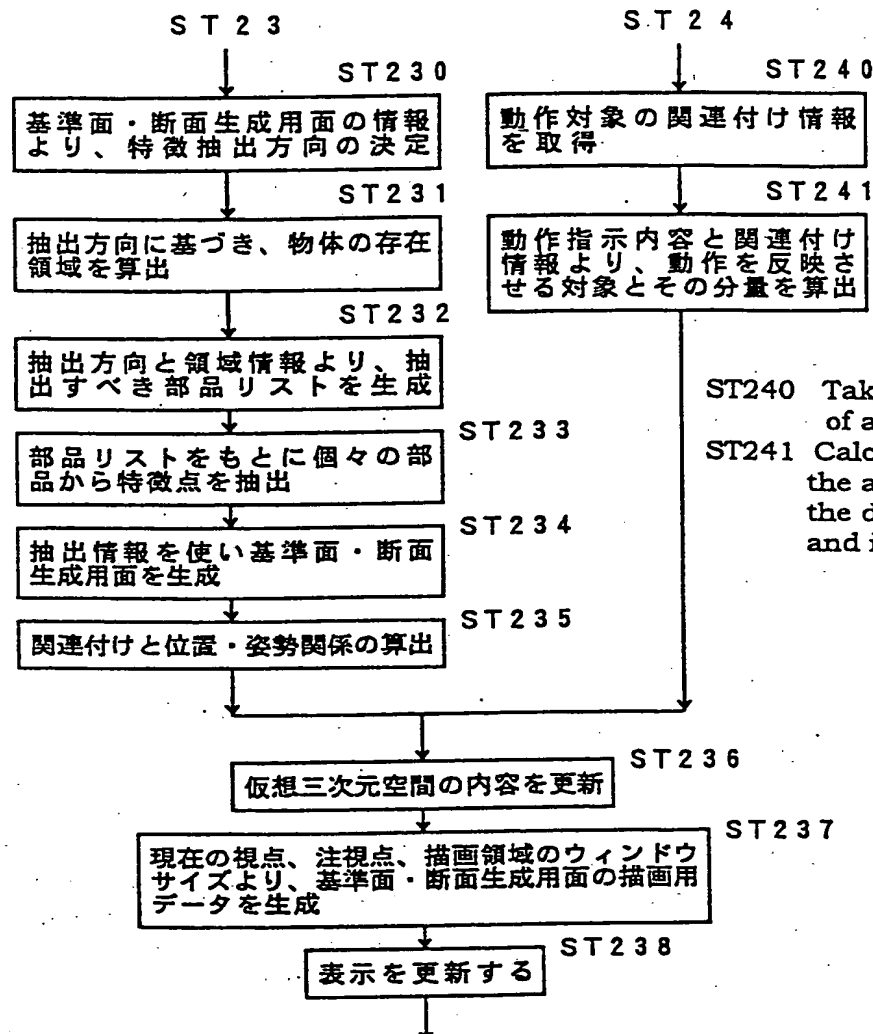 ST23
ST230
基準面・断面生成用面の情報
より、特徴抽出方向の決定
ST231
抽出方向に基づき、物体の存在
領域を算出
ST232
抽出方向と領域情報より、抽
出すべき部品リストを生成
ST233
部品リストをもとに個々の部
品から特徴点を抽出
ST234
抽出情報を使い基準面・断面
生成用面を生成
ST235
関連付けと位置・姿勢関係の算出
ST24
ST240
動作対象の関連付け情報
を取得
ST241
動作指示内容と関連付け
情報より、動作を反映さ
せる対象とその分量を算出
ST240 Tak
of a
ST241 Calc
the a
the d
and i
ST236
仮想三次元空間の内容を更新
ST237
現在の視点、注視点、描画領域のウィンドウ
サイズより、基準面・断面生成用面の描画用
データを生成
ST238
表示を更新する